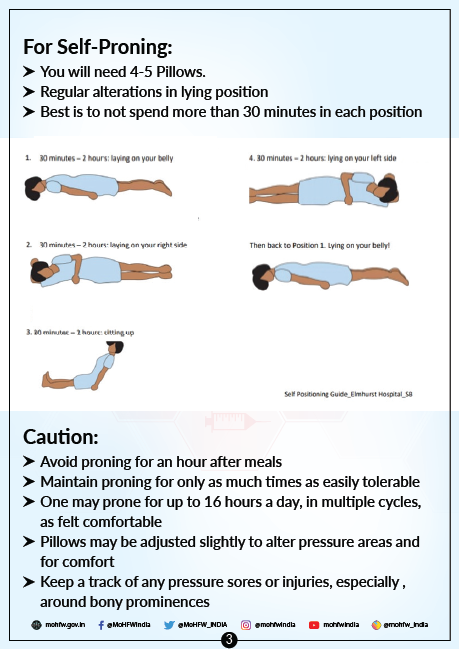 For Self-Proning:
➤ You will need 4-5 Pillows.
➤ Regular alterations in lying position
➤ Best is to not spend more than 30 minutes in each position
1. 30 minutes – 2 hours: laying on your belly
4. 30 minutes – 2 hours: lying on your left side
2. 30 minutes – 2 hours: laying on your right side
Then back to Position 1. Lying on your belly!
3. 30 minutes – 2 hours: sitting up
Self Positioning Guide_Elmhurst Hospital_SB
Caution:
➤ Avoid proning for an hour after meals
➤ Maintain proning for only as much times as easily tolerable
➤ One may prone for up to 16 hours a day, in multiple cycles,
as felt comfortable
➤ Pillows may be adjusted slightly to alter pressure areas and
for comfort
➤ Keep a track of any pressure sores or injuries, especially ,
around bony prominences
mohfw.gov.in @MoHFWIndia @MoHFW_INDIA @mohfwindia mohfwindia @mohfw_india
3